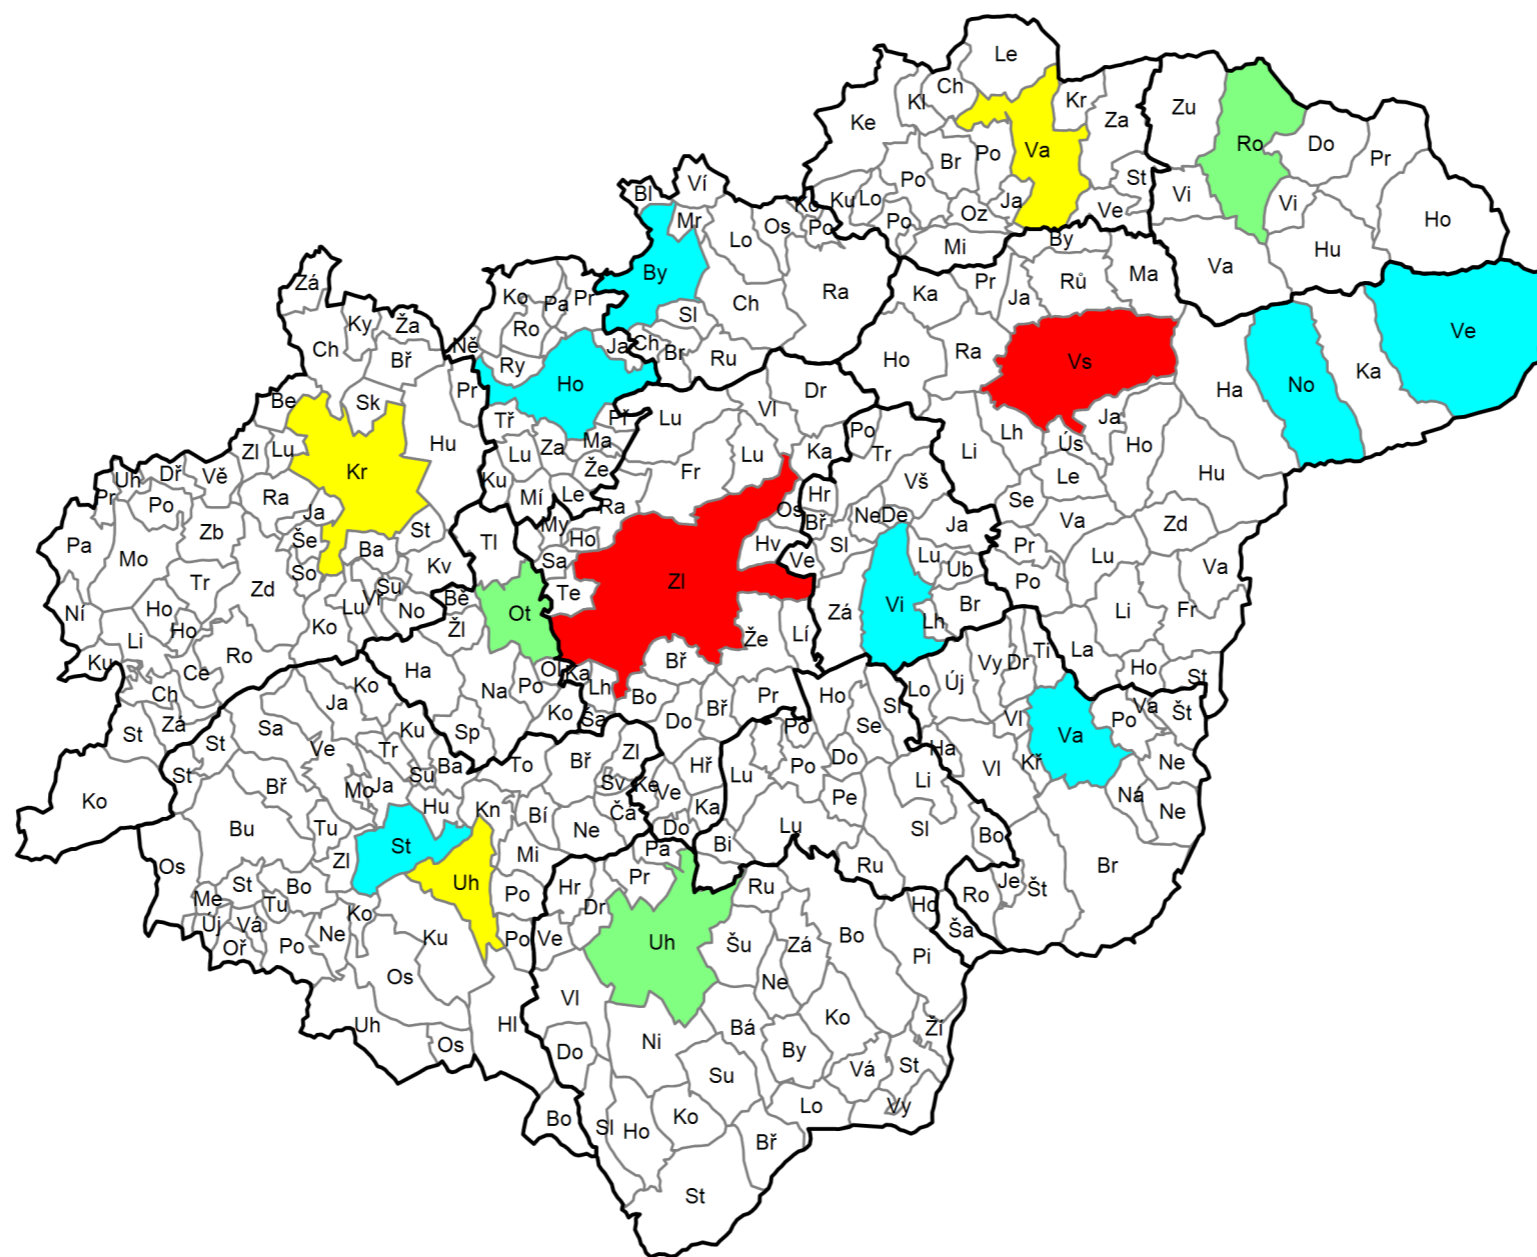 Le
Ch
Kl
Kr
Za
Zu
Ke
Ro
Do
Pr
Va
Br
Po
Po
St
Vi
Vi
Ho
Ja
Ku
Lo
Oz
Ve
Po
Mi
By
Hu
Va
Bl
Ví
Mr
Ko
Os
Po
Lo
By
Ra
Ch
Sl
Ch
Br
Ru
Ka
Pr
Ja
Rů
Ma
Ho
Ra
Vs
Ha
No
Ka
Ve
Zá
Ky
Ža
Ch
Bř
Ko
Pa
Pr
Ro
Ně
Ry
Ja
Ho
Pr
Be
Sk
Hu
Tř
Př
Za
Ma
Lu
Že
Ku
Mí
Le
Lu
Vl
Dr
Lu
Ka
Fr
Ra
Po
Tr
Vš
Li
Lh
Ús
Ja
Ho
Le
Hu
Se
Va
Zd
Zl
Lu
Kr
Uh
Dř
Vě
Pr
Po
Ra
Ja
Zb
Še
Ba
St
So
Kv
Pa
Mo
Tr
Zd
Su
Vř
Lu
No
Ní
Ho
Ho
Li
Ko
Ku
Ce
Ro
Ch
Zá
St
Ko
Tl
My
Ho
Sa
Te
Ot
Bě
Žl
Zl
Os
Hv
Ve
Hr
Bř
Sl
Ne
De
Ja
Lu
Ub
Vi
Br
Lh
Zá
Pr
Po
Lu
Va
Li
Fr
La
Ho
St
Ha
Na
Po
Ol
Ka
Lh
Bř
Že
Lí
Ko
Sa
Bo
Do
Bř
Pr
Sp
Ko
Ja
Sa
St
St
Ve
Tr
Ku
Ba
Su
Bř
Mo
Ja
Hu
To
Bř
Zl
Sv
Bí
Kn
Ča
Ne
Mi
Ke
Hř
Ve
Ka
Do
Bi
Ho
Sl
Se
Po
Lu
Po
Do
Pe
Li
Sl
Lu
Ru
Lo
Új
Vy
Dr
Ti
Vl
Ha
Vl
Kř
Va
Po
Va
Št
Ne
Ná
Ne
Bo
Br
Je
Št
Ro
Ho
Ša
Bu
Tu
Zl
St
Os
Me
St
Bo
Tu
Új
Vá
Oř
Po
Ne
Ko
Ku
Os
Uh
Uh
Os
Hl
Po
Po
Hr
Dr
Ve
Pa
Pr
Uh
Ru
Šu
Zá
Bo
Ne
Pi
Vl
Ni
Bá
Ko
Ží
Do
Su
By
Vá
St
Bo
Sl
Ho
Ko
Lo
Vy
Bř
St